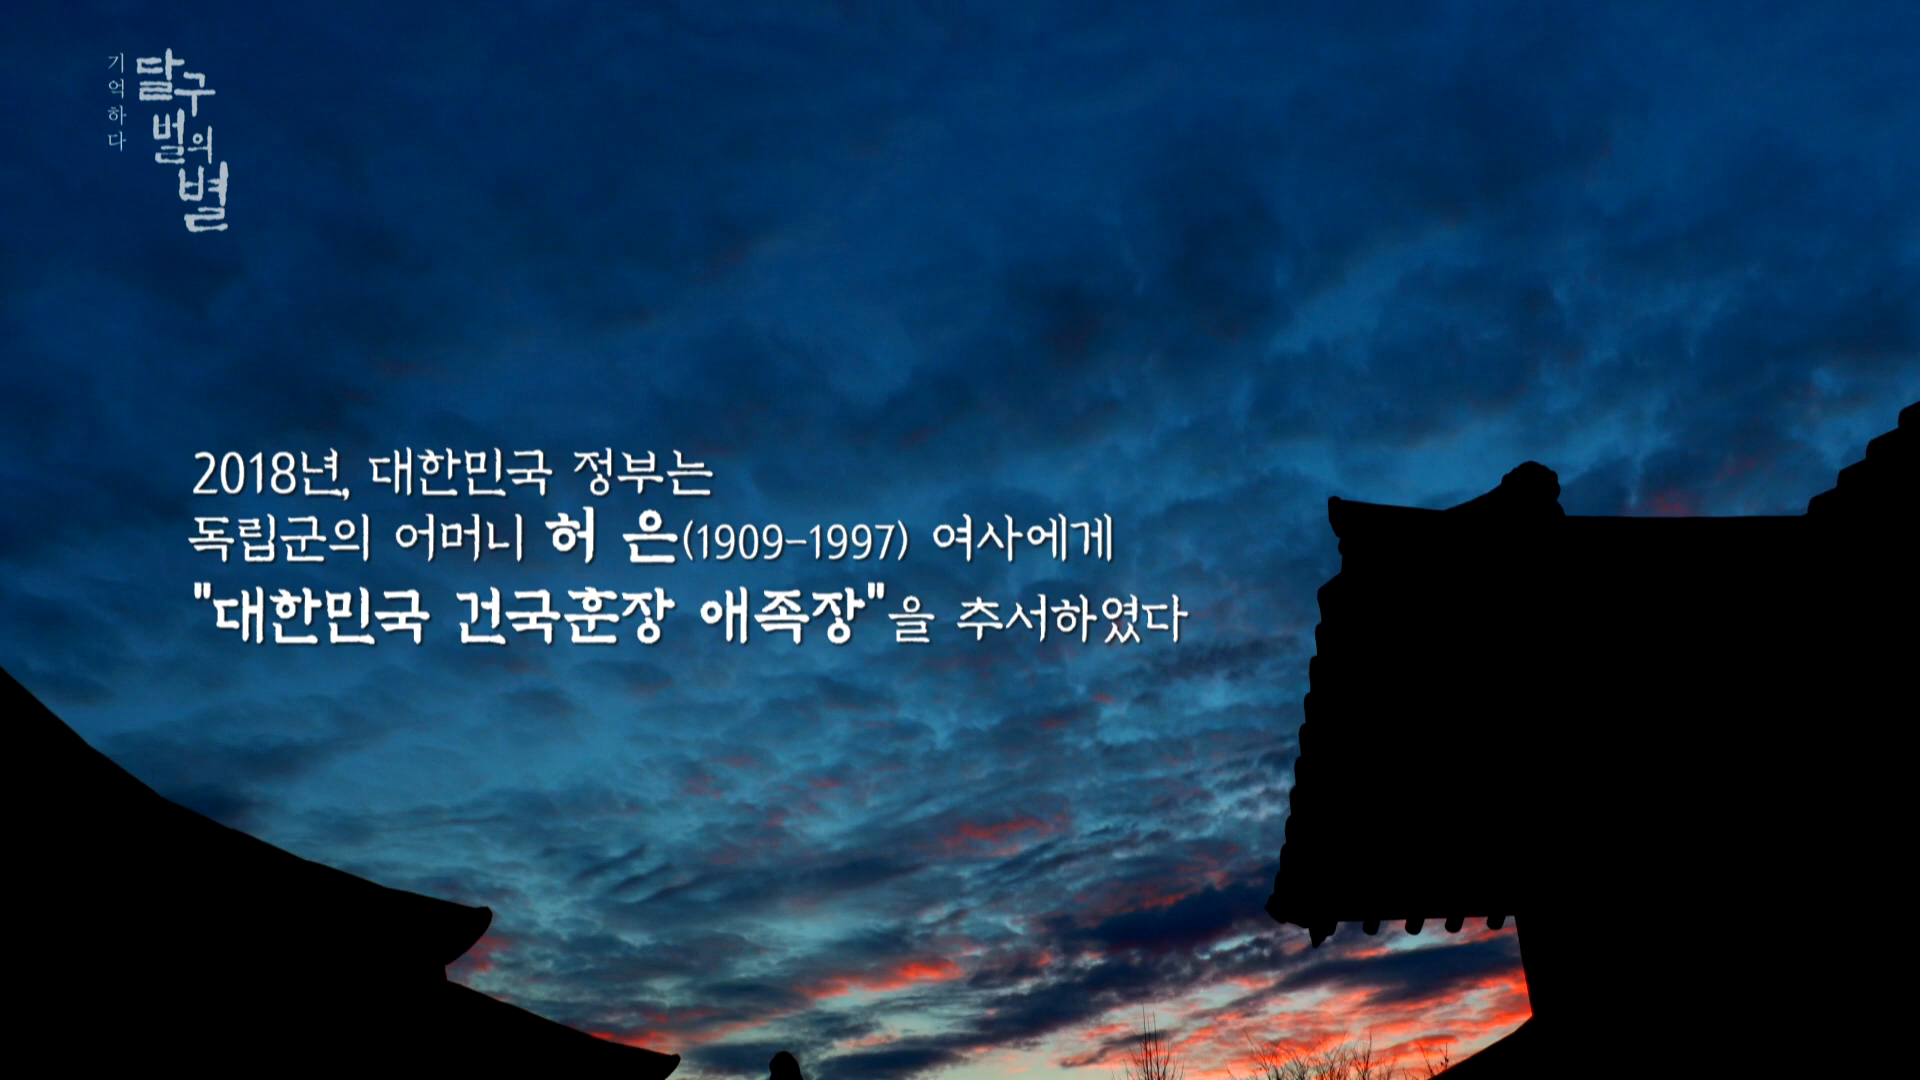 기억하다
달구벌의 별
2018년, 대한민국 정부는
독립군의 어머니 허 은(1909-1997) 여사에게
"대한민국 건국훈장 애족장"을 추서하였다